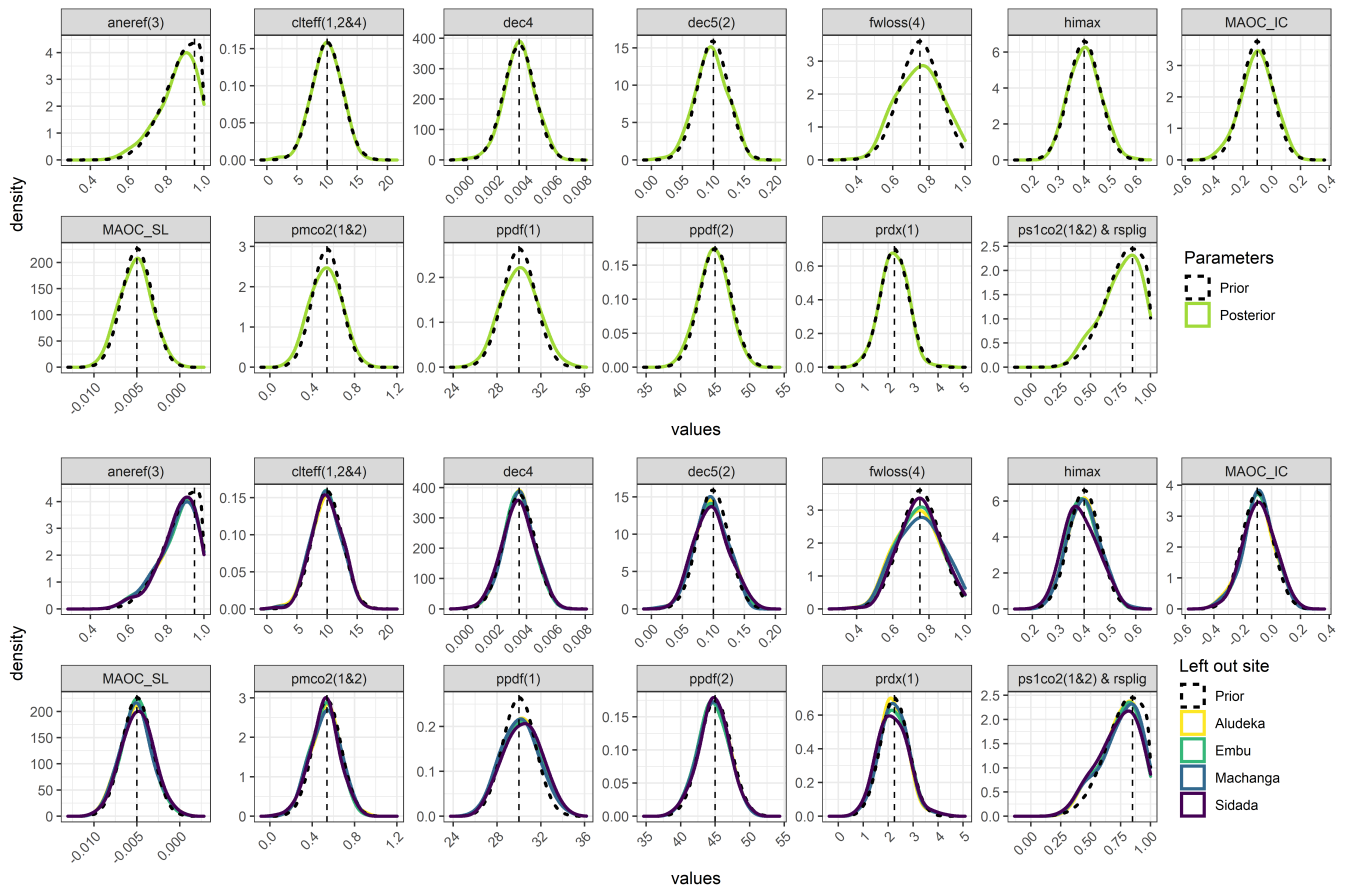 aneref(3) clteff(1,2&4) dec4 dec5(2) fwloss(4) himax MAOC_IC
4 3 2 1 0
0.15 0.10 0.05 0.00
400 300 200 100 0
15 10 5 0
3 2 1 0
6 4 2 0
3 2 1 0
0.4 0.6 0.8 1.0
0 5 10 15 20
0.000 0.002 0.004 0.006 0.008
0.00 0.05 0.10 0.15 0.20
0.4 0.6 0.8 1.0
0.2 0.3 0.4 0.5 0.6
-0.6 -0.4 -0.2 0.0 0.2 0.4
density
MAOC_SL pmco2(1&2) ppdf(1) ppdf(2) prdx(1) ps1co2(1&2) & rsplig
200 150 100 50 0
3 2 1 0
0.2 0.1 0.0
0.15 0.10 0.05 0.00
0.6 0.4 0.2 0.0
2.5 2.0 1.5 1.0 0.5 0.0
-0.010 -0.005 0.000
0.0 0.4 0.8 1.2
24 28 32 36
35 40 45 50 55
0 1 2 3 4 5
0.00 0.25 0.50 0.75 1.00
Parameters
Prior
Posterior
values
aneref(3) clteff(1,2&4) dec4 dec5(2) fwloss(4) himax MAOC_IC
4 3 2 1 0
0.15 0.10 0.05 0.00
400 300 200 100 0
15 10 5 0
3 2 1 0
6 4 2 0
4 3 2 1 0
0.4 0.6 0.8 1.0
0 5 10 15 20
0.000 0.002 0.004 0.006 0.008
0.00 0.05 0.10 0.15 0.20
0.4 0.6 0.8 1.0
0.2 0.3 0.4 0.5 0.6
-0.6 -0.4 -0.2 0.0 0.2 0.4
density
MAOC_SL pmco2(1&2) ppdf(1) ppdf(2) prdx(1) ps1co2(1&2) & rsplig
200 150 100 50 0
3 2 1 0
0.2 0.1 0.0
0.15 0.10 0.05 0.00
0.6 0.4 0.2 0.0
2.5 2.0 1.5 1.0 0.5 0.0
-0.010 -0.005 0.000
0.0 0.4 0.8 1.2
24 28 32 36
35 40 45 50 55
0 1 2 3 4 5
0.00 0.25 0.50 0.75 1.00
Left out site
Prior
Aludeka
Embu
Machanga
Sidada
values